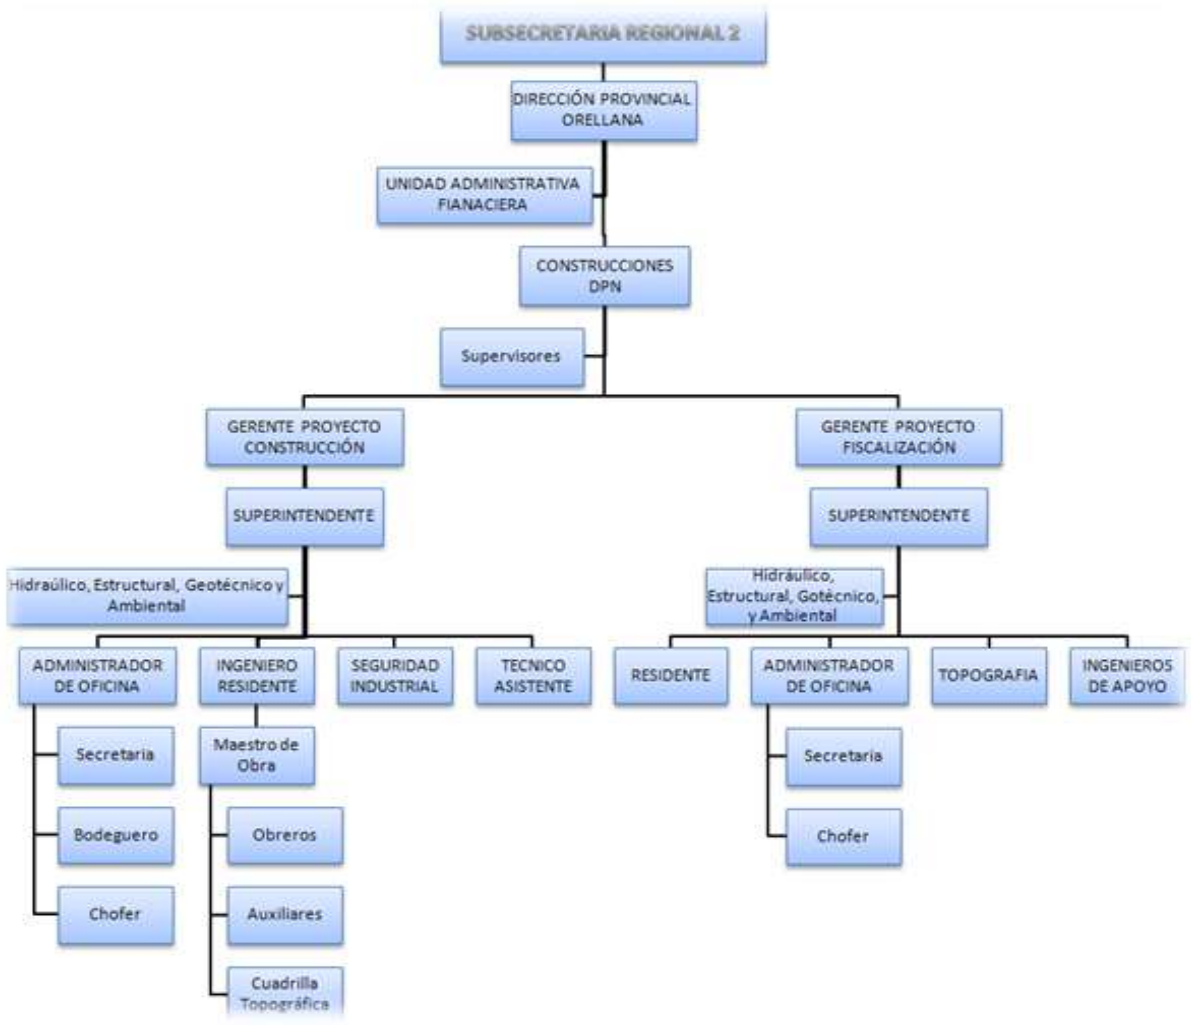 SUBSECRETARIA REGIONAL 2
DIRECCIÓN PROVINCIAL
ORELLANA
UNIDAD ADMINISTRATIVA
FIANACIERA
CONSTRUCCIONES
DPN
Supervisores
GERENTE PROYECTO
CONSTRUCCIÓN
GERENTE PROYECTO
FISCALIZACIÓN
SUPERINTENDENTE
SUPERINTENDENTE
Hidraúlico, Estructural, Geotécnico y
Ambiental
Hidráulico,
Estructural, Gotècnico,
y Ambiental
ADMINISTRADOR
DE OFICINA
INGENIERO
RESIDENTE
SEGURIDAD
INDUSTRIAL
TECNICO
ASISTENTE
RESIDENTE
ADMINISTRADOR
DE OFICINA
TOPOGRAFIA
INGENIEROS
DE APOYO
Secretaria
Bodeguero
Chofer
Maestro de
Obra
Obreros
Auxiliares
Cuadrilla
Topográfica
Secretaria
Chofer